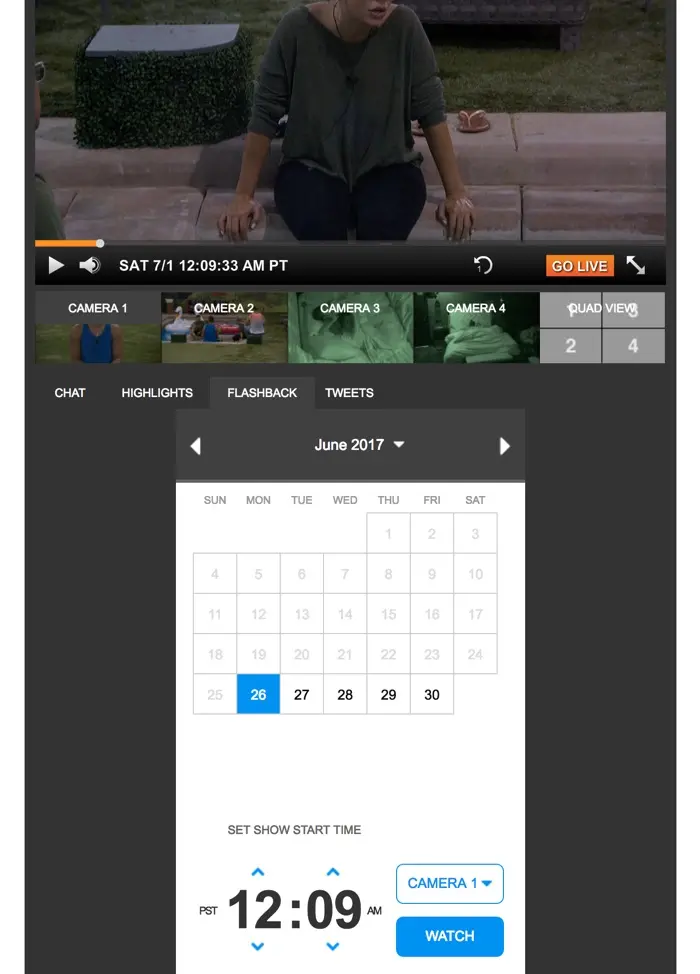 SAT 7/1 12:09:33 AM PT
1
GO LIVE
CAMERA 1
CAMERA 2
CAMERA 3
CAMERA 4
QUAD VIEW
1 3
2 4
CHAT
HIGHLIGHTS
FLASHBACK
TWEETS
June 2017
SUN MON TUE WED THU FRI SAT
1 2 3
4 5 6 7 8 9 10
11 12 13 14 15 16 17
18 19 20 21 22 23 24
25 26 27 28 29 30
SET SHOW START TIME
PST 12:09 AM
CAMERA 1
WATCH